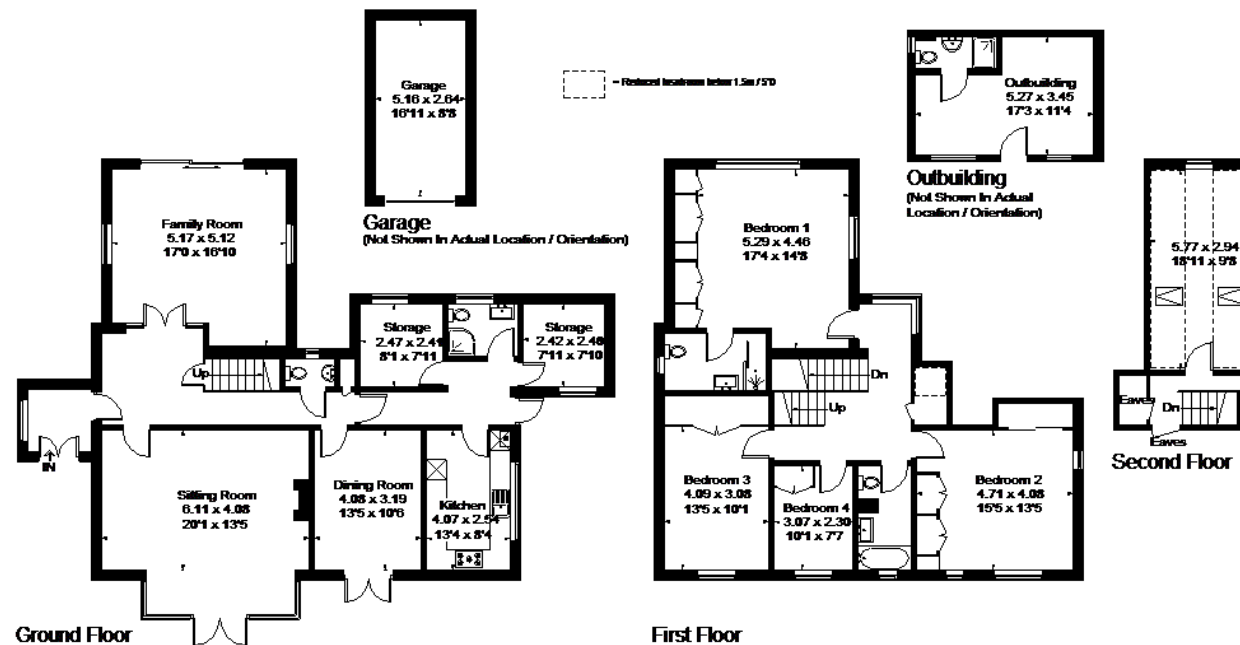 Garage
5.16 x 2.64
16'11 x 8'8
= Reduced headroom below 1.5m / 5'0
Outbuilding
5.27 x 3.45
17'3 x 11'4
Outbuilding
(Not Shown In Actual
Location / Orientation)
Garage
(Not Shown In Actual Location / Orientation)
Family Room
5.17 x 5.12
17'0 x 16'10
Bedroom 1
5.29 x 4.46
17'4 x 14'8
5.77 x 2.94
18'11 x 9'8
Storage
2.47 x 2.41
8'1 x 7'11
Storage
2.42 x 2.40
7'11 x 7'10
Up
Dn
Up
Eaves
Dn
Eaves
Second Floor
IN
Sitting Room
6.11 x 4.08
20'1 x 13'5
Dining Room
4.08 x 3.19
13'5 x 10'6
Kitchen
4.07 x 2.54
13'4 x 8'4
Bedroom 3
4.09 x 3.08
13'5 x 10'1
Bedroom 4
3.07 x 2.30
10'1 x 7'7
Bedroom 2
4.71 x 4.08
15'5 x 13'5
Ground Floor
First Floor